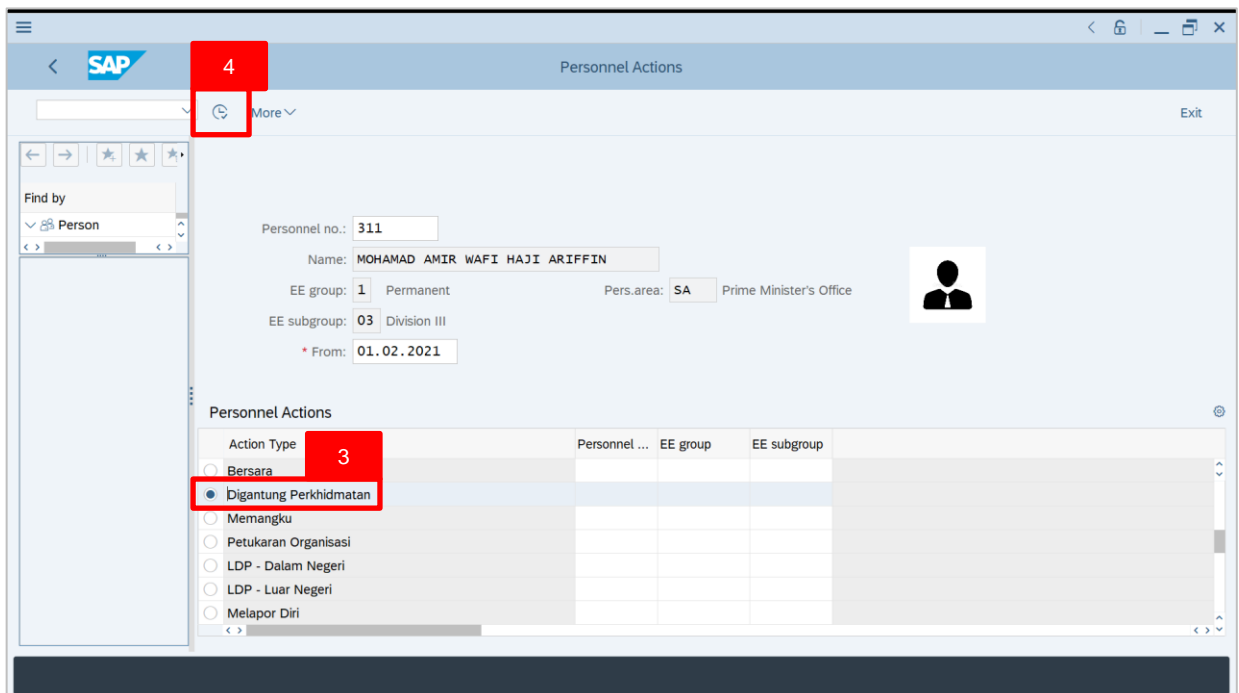 SAP
4
Personnel Actions
More
Exit
Find by
Person
Personnel no.: 311
Name: MOHAMAD AMIR WAFI HAJI ARIFFIN
EE group: 1 Permanent Pers.area: SA Prime Minister's Office
EE subgroup: 03 Division III
* From: 01.02.2021
Personnel Actions
Action Type Personnel ... EE group EE subgroup
3
Bersara
Digantung Perkhidmatan
Memangku
Petukaran Organisasi
LDP - Dalam Negeri
LDP - Luar Negeri
Melapor Diri